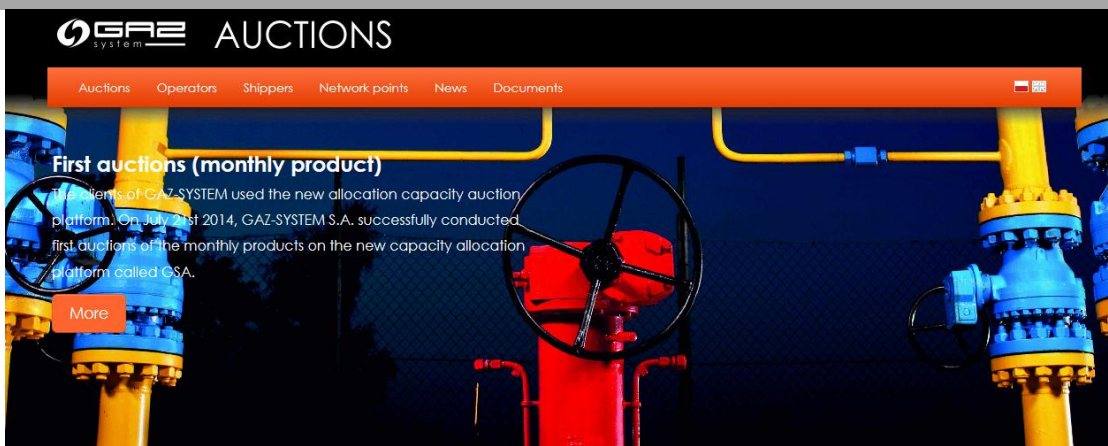 GAZ
system
AUCTIONS
Auctions Operators Shippers Network points News Documents
First auctions (monthly product)
The clients of GAZ-SYSTEM used the new allocation capacity auction
platform. On July 21st 2014, GAZ-SYSTEM S.A. successfully conducted
first auctions of the monthly products on the new capacity allocation
platform called GSA.
More